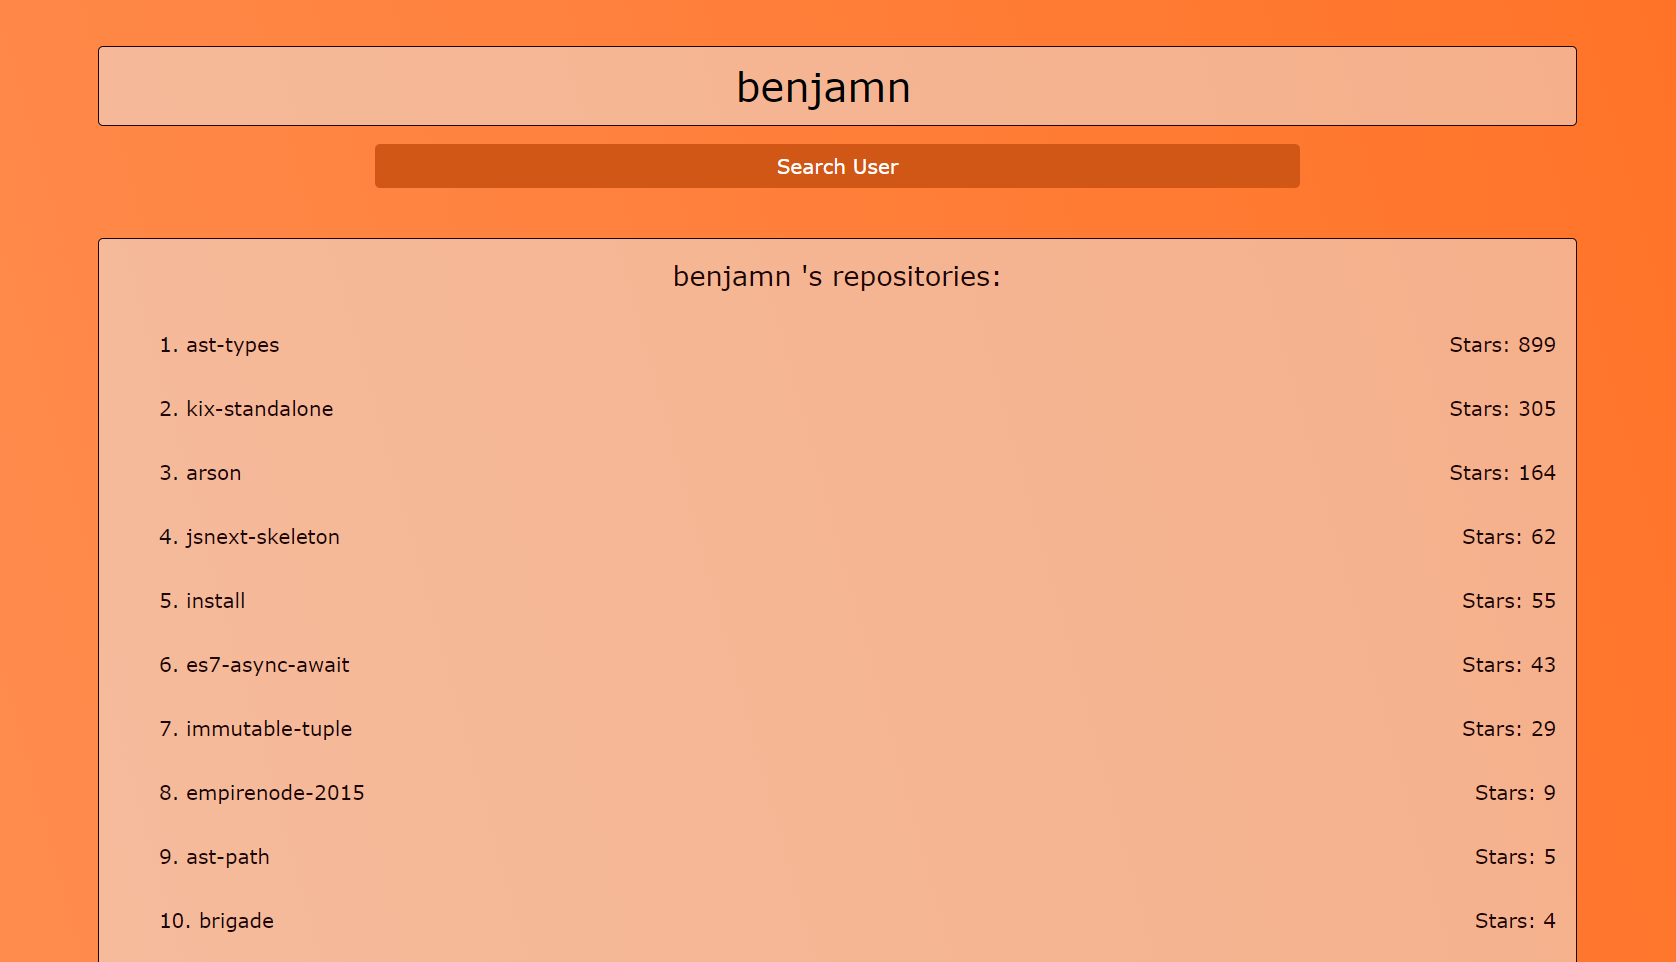 benjamn
Search User
benjamn 's repositories:
1. ast-types Stars: 899
2. kix-standalone Stars: 305
3. arson Stars: 164
4. jsnext-skeleton Stars: 62
5. install Stars: 55
6. es7-async-await Stars: 43
7. immutable-tuple Stars: 29
8. empirenode-2015 Stars: 9
9. ast-path Stars: 5
10. brigade Stars: 4